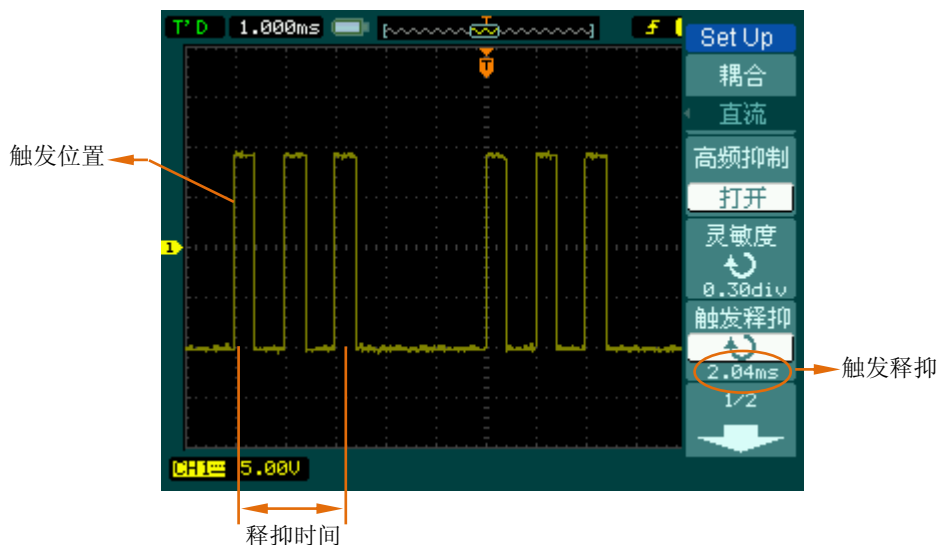 T'D 1.000ms
T
T
Set Up
耦合
直流
高频抑制
打开
灵敏度
0.30div
触发释抑
2.04ms
1/2
触发位置
1
触发释抑
CH1 5.00V
释抑时间